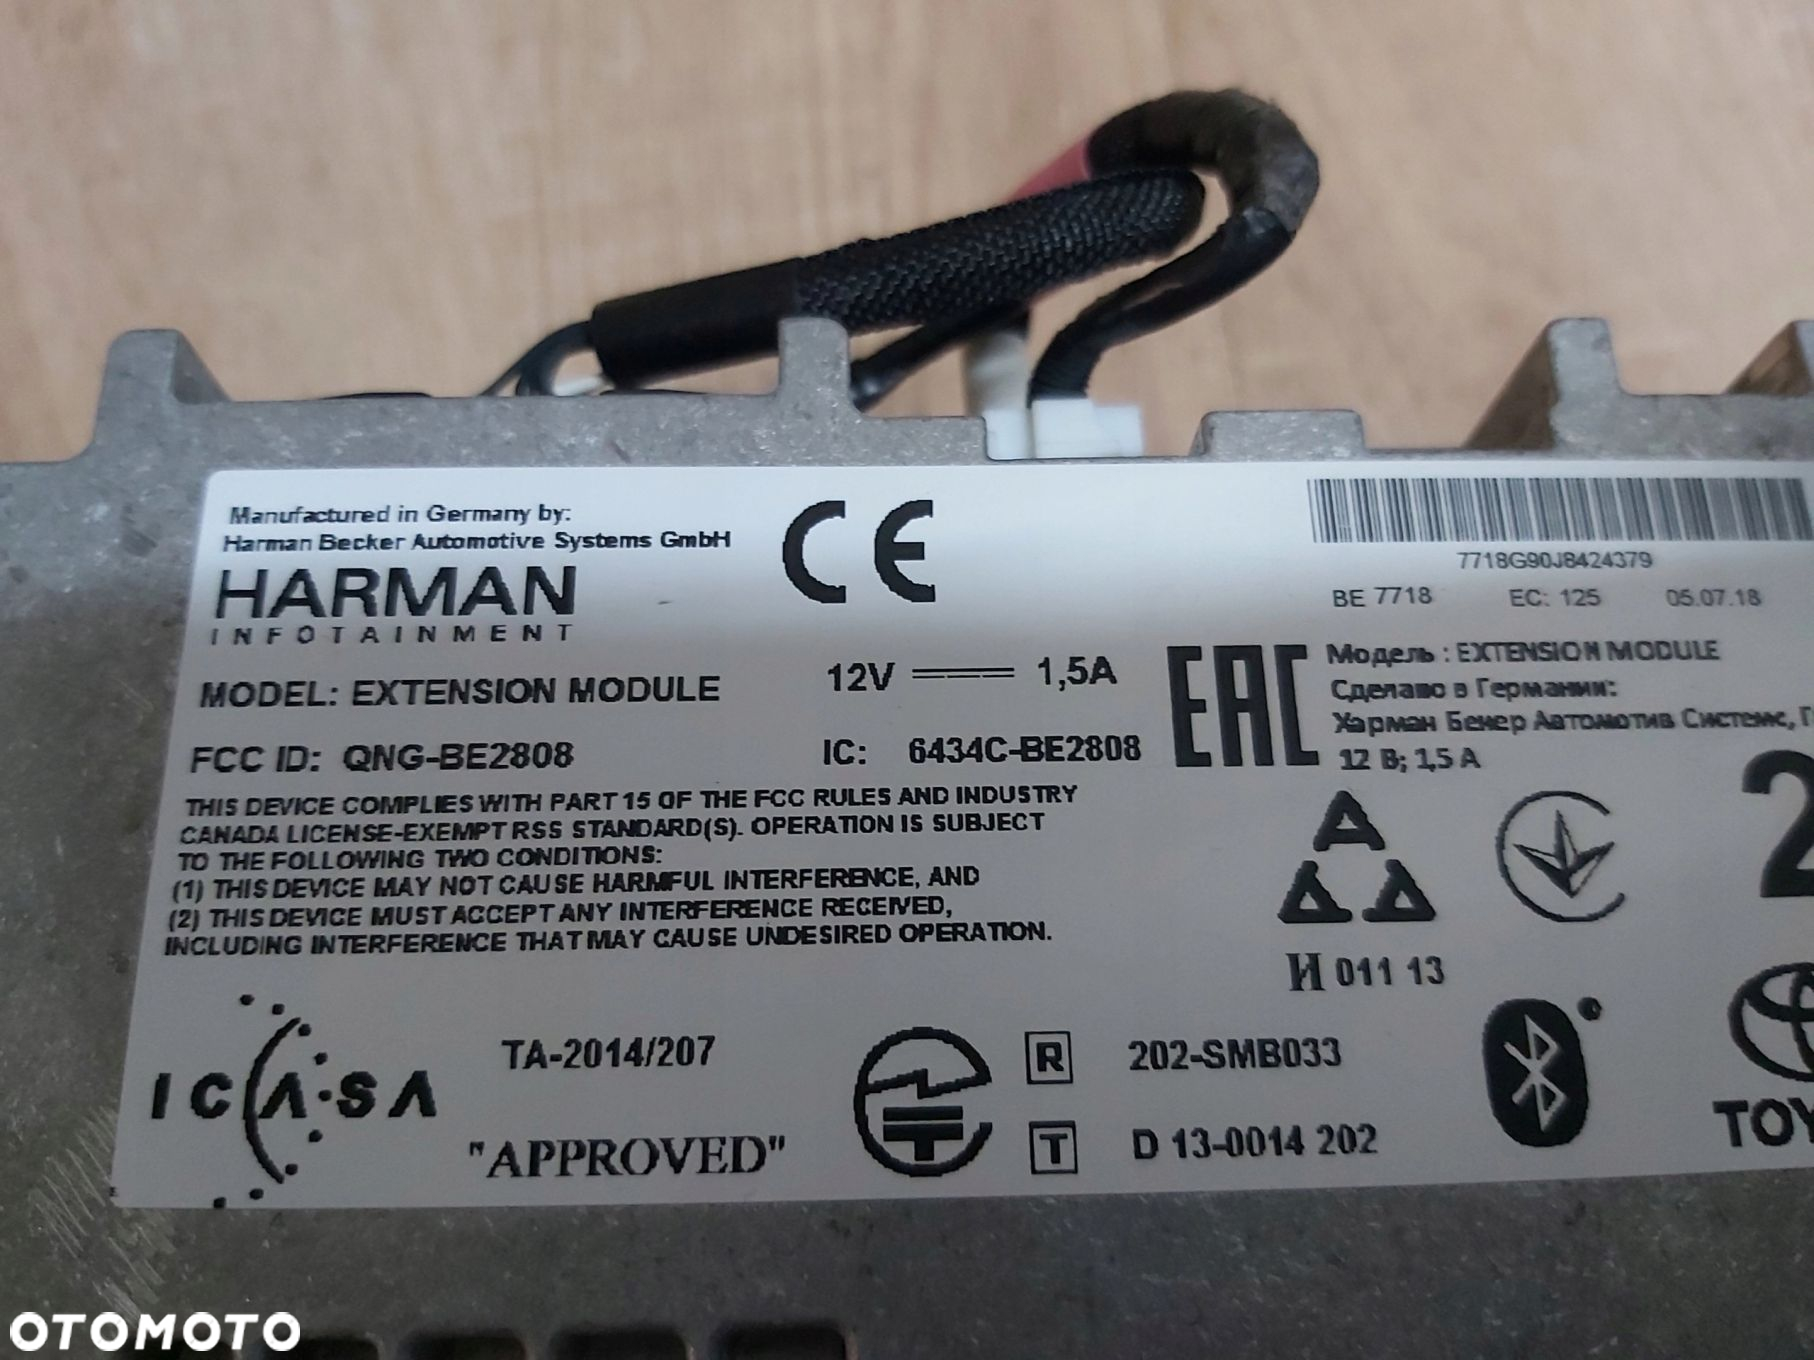 Manufactured in Germany by:
Harman Becker Automotive Systems GmbH
HARMAN
INFOTAINMENT
MODEL: EXTENSION MODULE
12V 1,5A
FCC ID: QNG-BE2808
IC: 6434C-BE2808
THIS DEVICE COMPLIES WITH PART 15 OF THE FCC RULES AND INDUSTRY
CANADA LICENSE-EXEMPT RSS STANDARD(S). OPERATION IS SUBJECT
TO THE FOLLOWING TWO CONDITIONS:
(1) THIS DEVICE MAY NOT CAUSE HARMFUL INTERFERENCE, AND
(2) THIS DEVICE MUST ACCEPT ANY INTERFERENCE RECEIVED,
INCLUDING INTERFERENCE THAT MAY CAUSE UNDESIRED OPERATION.
CE
7718G90J8424379
BE 7718 EC: 125 05.07.18
EAC
Модель : EXTENSION MODULE
Сделано в Германии:
Харман Бекер Аутомотив Системс,
12 В; 1,5 А
2
И 011 13
ICASA
TA-2014/207
"APPROVED"
R 202-SMB033
T D 13-0014 202
TOY
OTOMOTO